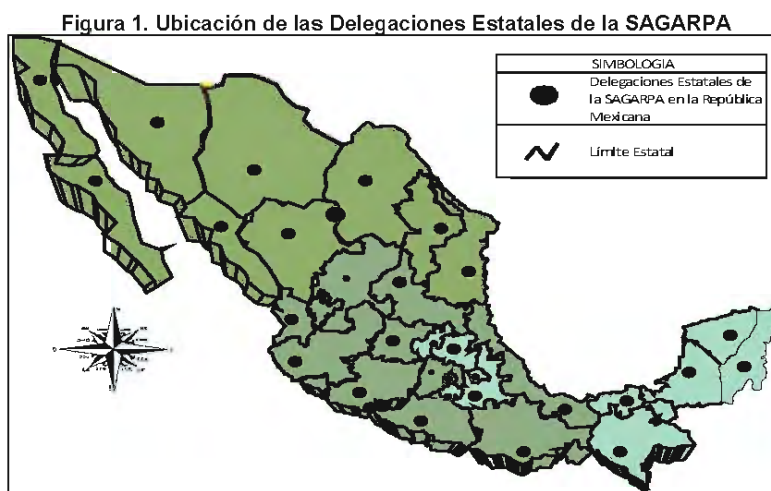 Figura 1. Ubicación de las Delegaciones Estatales de la SAGARPA
SIMBOLOGIA
Delegaciones Estatales de
la SAGARPA en la República
Mexicana
Límite Estatal